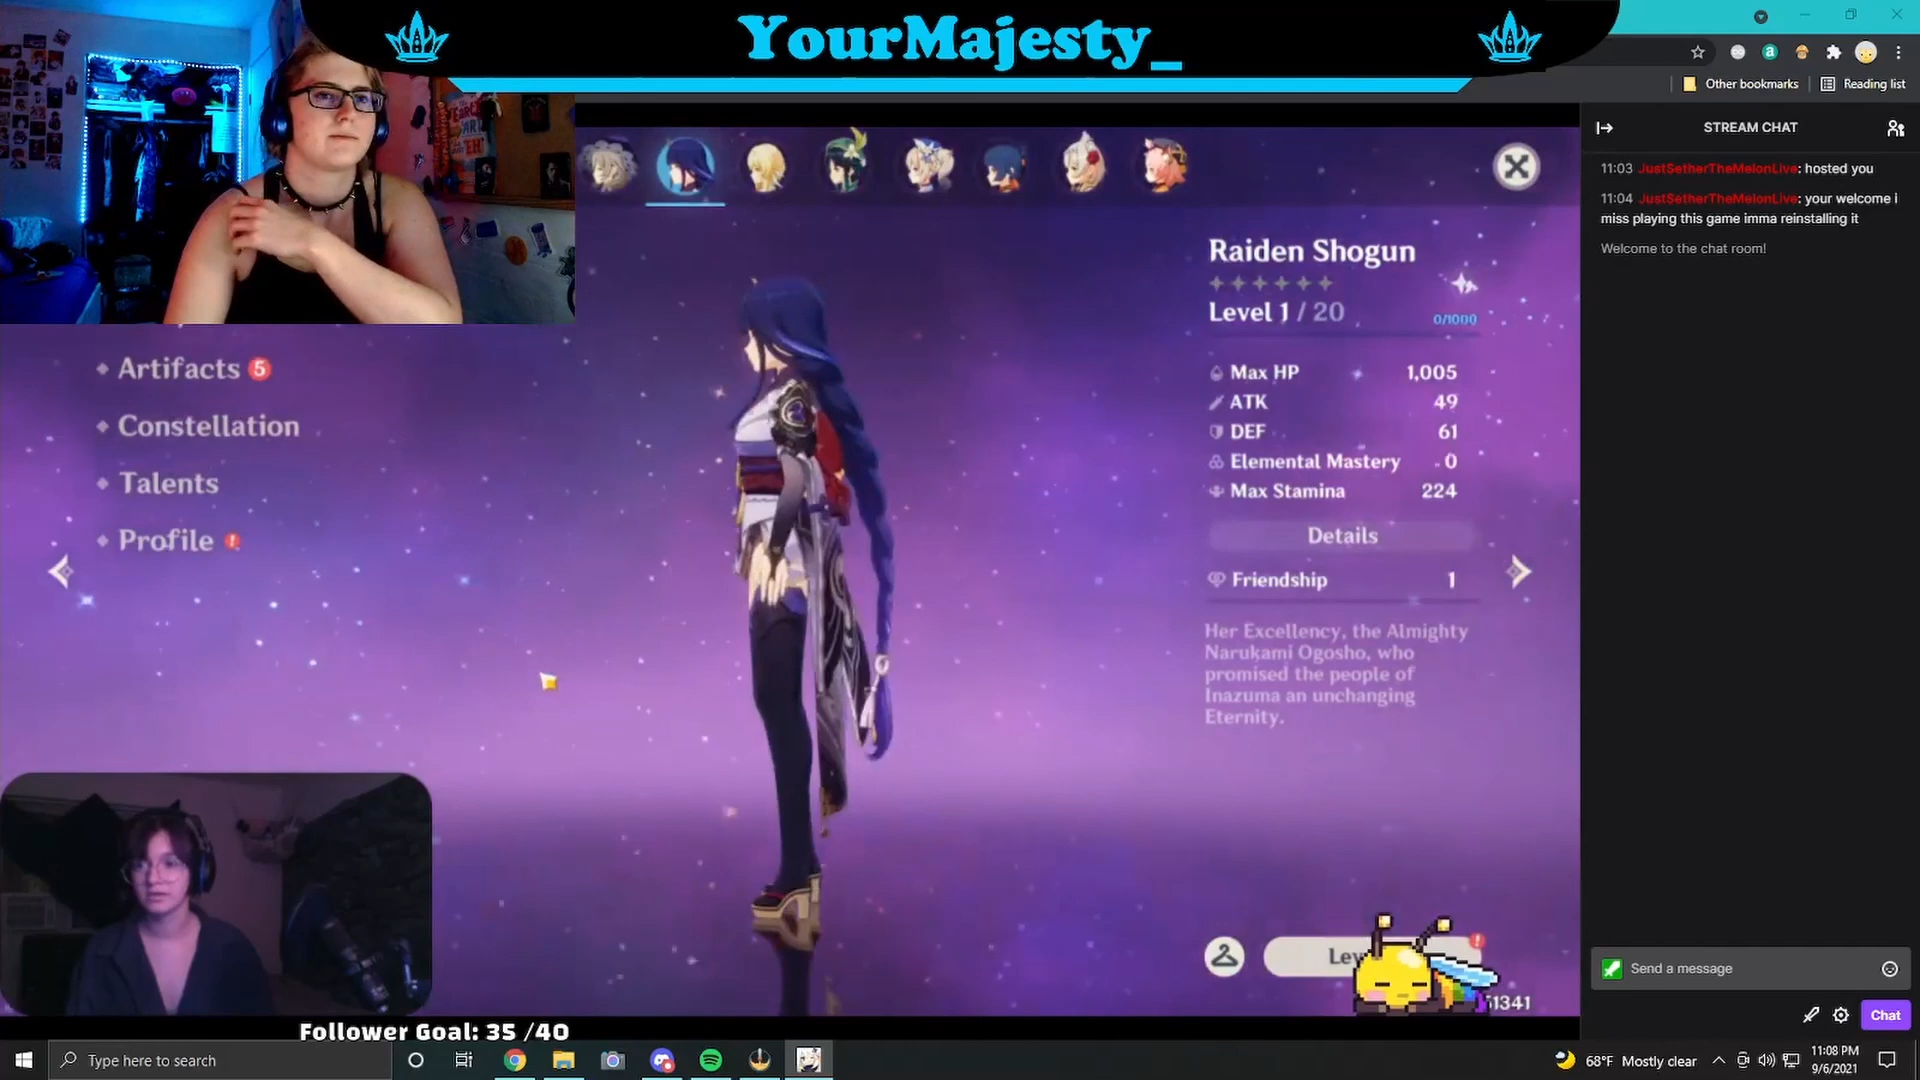 YourMajesty_
Other bookmarks
Reading list
STREAM CHAT
11:03 JustSetherTheMelonLive: hosted you
11:04 JustSetherTheMelonLive: your welcome i
miss playing this game imma reinstalling it
Welcome to the chat room!
Raiden Shogun
Level 1 / 20
0/1000
Max HP 1,005
ATK 49
DEF 61
Elemental Mastery 0
Max Stamina 224
Details
Friendship 1
Her Excellency, the Almighty
Narukami Ogosho, who
promised the people of
Inazuma an unchanging
Eternity.
Artifacts 5
Constellation
Talents
Profile !
Lev
51341
Send a message
Chat
Follower Goal: 35 /40
Type here to search
68°F Mostly clear
11:08 PM
9/6/2021